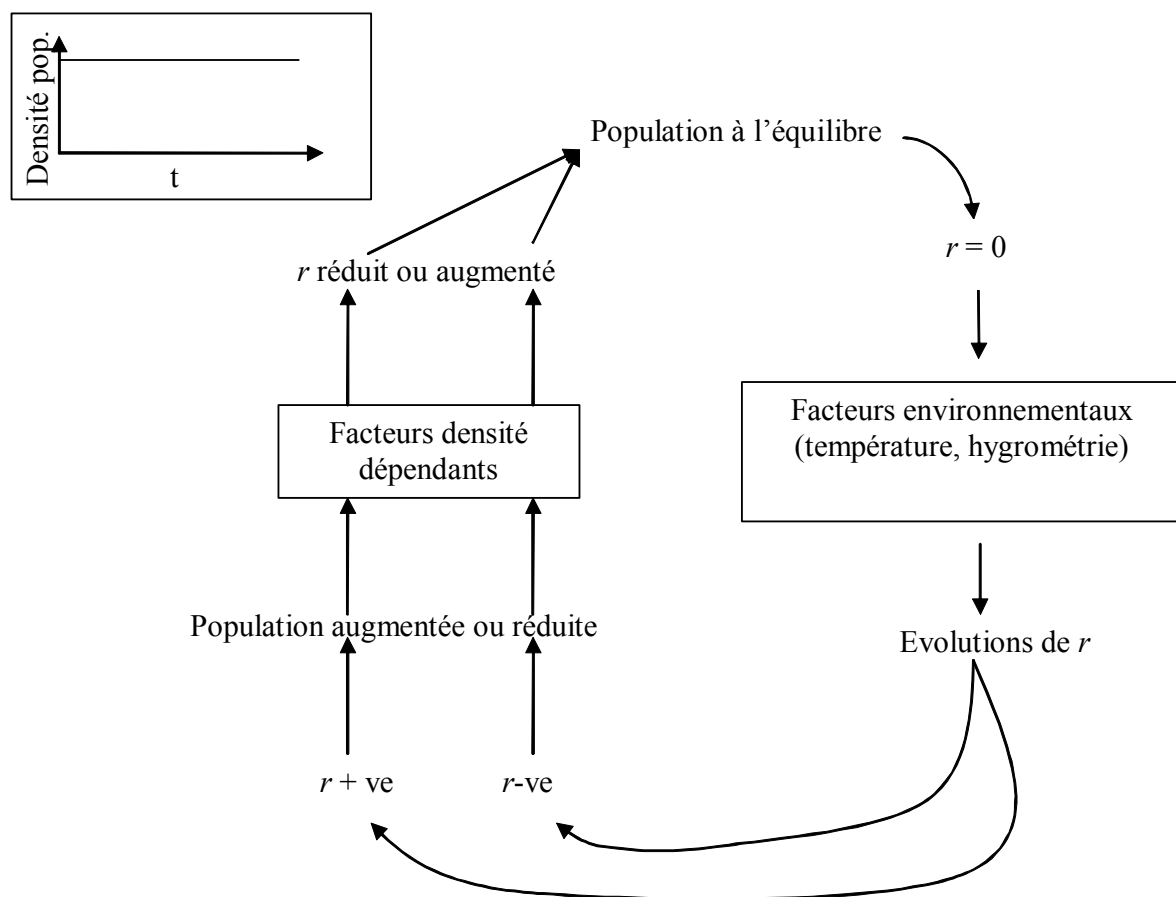 Densité pop.
t
Population à l’équilibre
r = 0
r réduit ou augmenté
Facteurs environnementaux
(température, hygrométrie)
Facteurs densité
dépendants
Population augmentée ou réduite
Evolutions de r
r + ve
r-ve